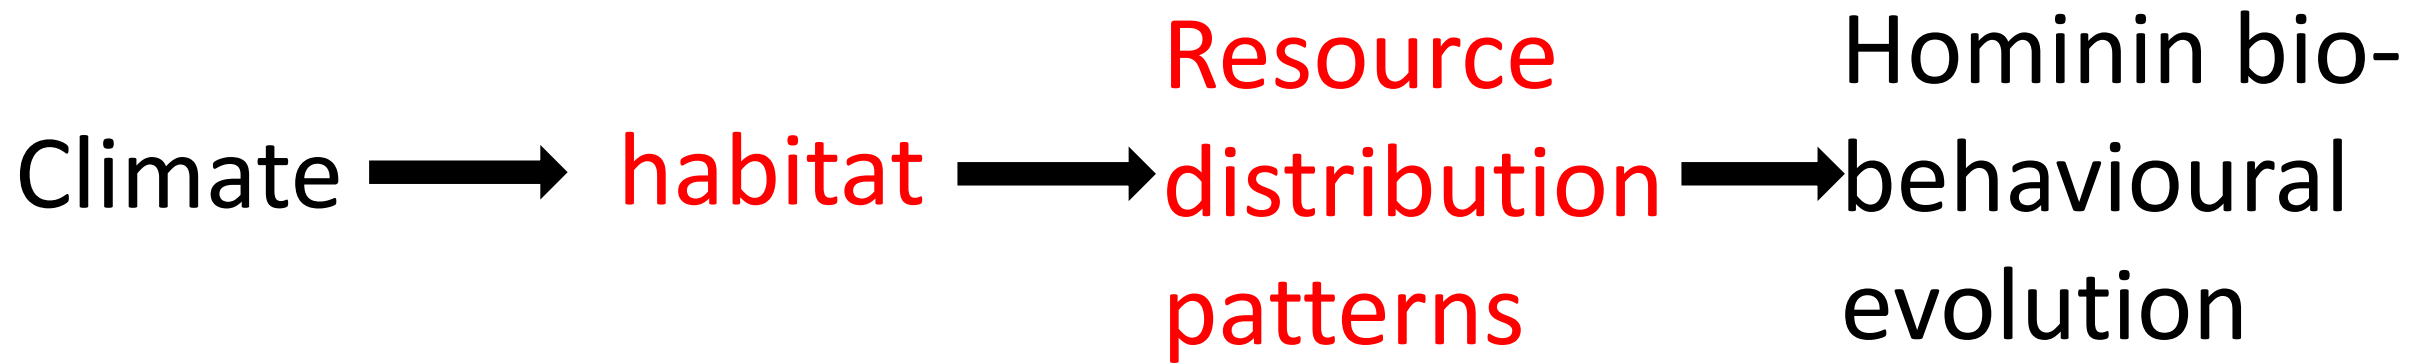 Climate
habitat
Resource
distribution
patterns
Hominin bio-
behavioural
evolution